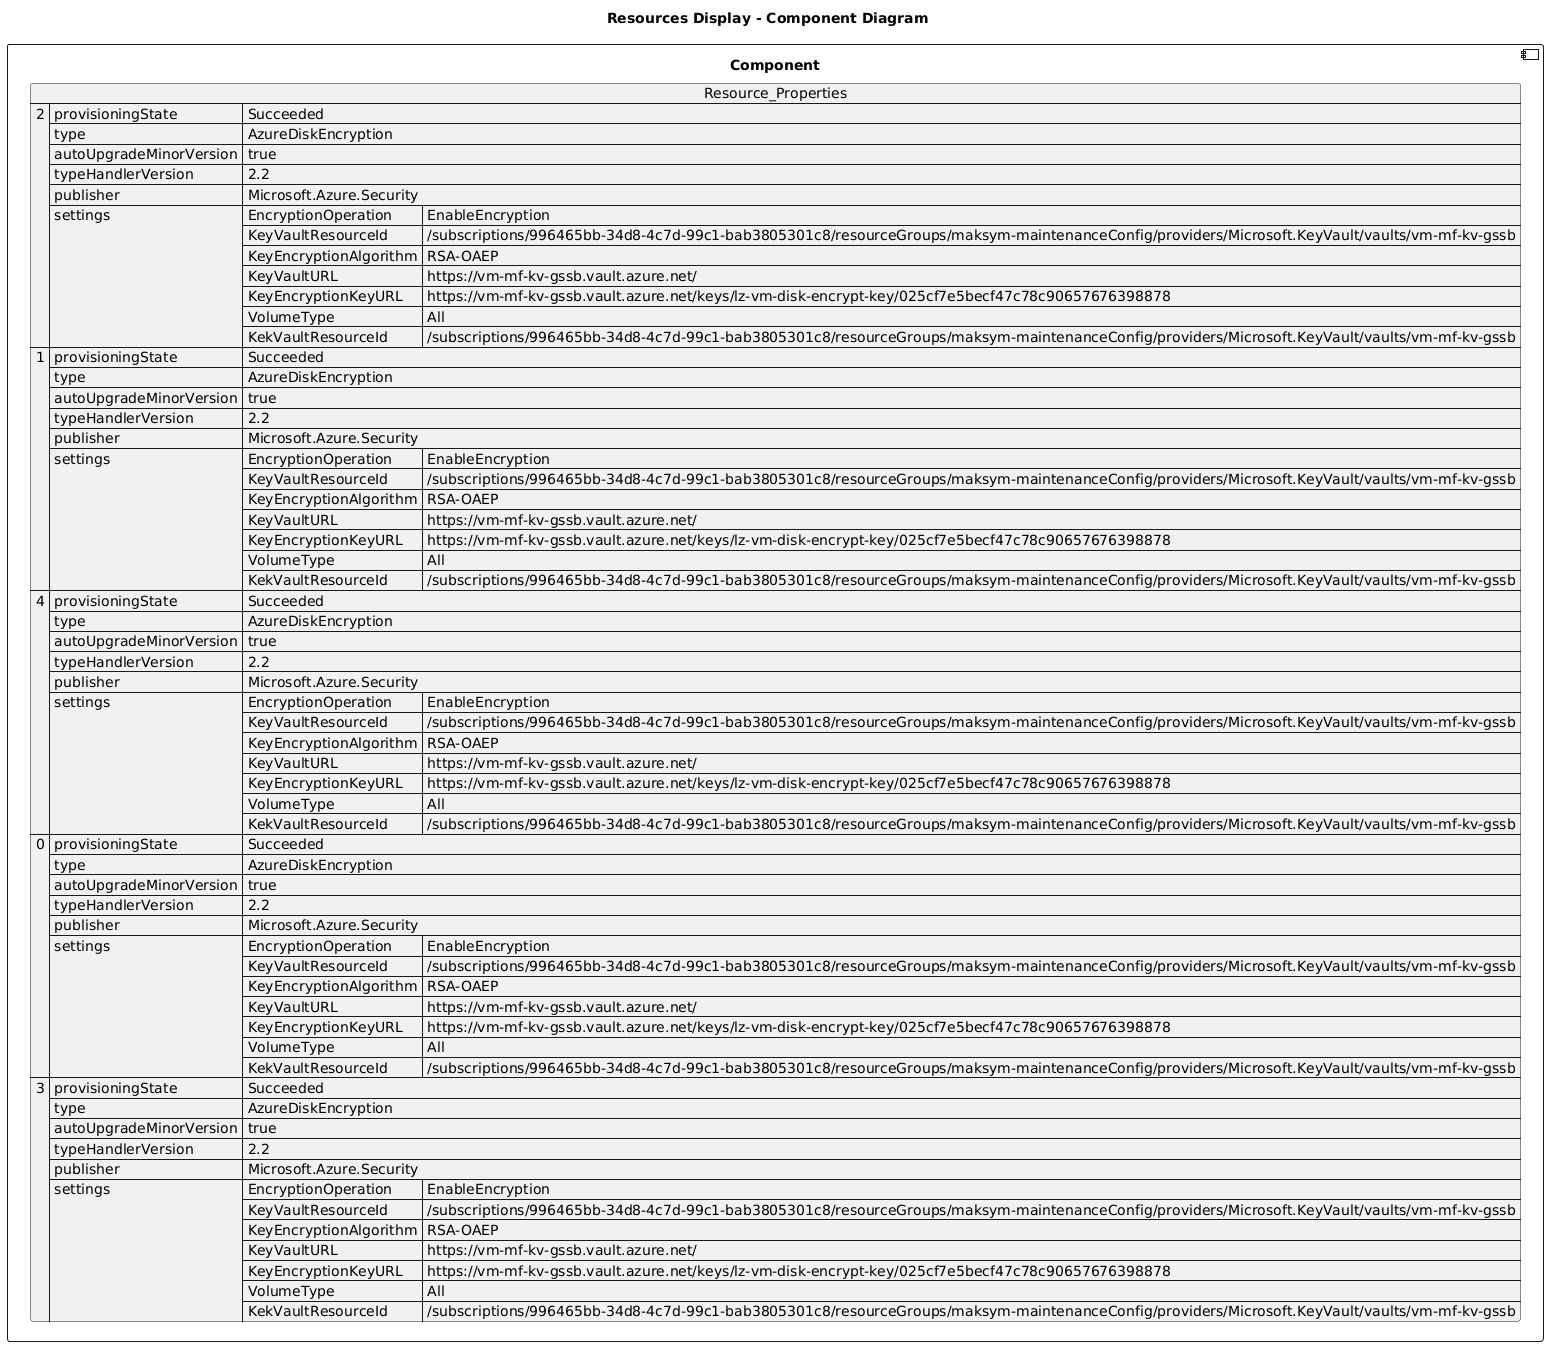 Resources Display - Component Diagram
Component
Resource_Properties
2 provisioningState Succeeded
type AzureDiskEncryption
autoUpgradeMinorVersion true
typeHandlerVersion 2.2
publisher Microsoft.Azure.Security
settings EncryptionOperation EnableEncryption
KeyVaultResourceId /subscriptions/996465bb-34d8-4c7d-99c1-bab3805301c8/resourceGroups/maksym-maintenanceConfig/providers/Microsoft.KeyVault/vaults/vm-mf-kv-gssb
KeyEncryptionAlgorithm RSA-OAEP
KeyVaultURL https://vm-mf-kv-gssb.vault.azure.net/
KeyEncryptionKeyURL https://vm-mf-kv-gssb.vault.azure.net/keys/lz-vm-disk-encrypt-key/025cf7e5becf47c78c90657676398878
VolumeType All
KekVaultResourceId /subscriptions/996465bb-34d8-4c7d-99c1-bab3805301c8/resourceGroups/maksym-maintenanceConfig/providers/Microsoft.KeyVault/vaults/vm-mf-kv-gssb
1 provisioningState Succeeded
type AzureDiskEncryption
autoUpgradeMinorVersion true
typeHandlerVersion 2.2
publisher Microsoft.Azure.Security
settings EncryptionOperation EnableEncryption
KeyVaultResourceId /subscriptions/996465bb-34d8-4c7d-99c1-bab3805301c8/resourceGroups/maksym-maintenanceConfig/providers/Microsoft.KeyVault/vaults/vm-mf-kv-gssb
KeyEncryptionAlgorithm RSA-OAEP
KeyVaultURL https://vm-mf-kv-gssb.vault.azure.net/
KeyEncryptionKeyURL https://vm-mf-kv-gssb.vault.azure.net/keys/lz-vm-disk-encrypt-key/025cf7e5becf47c78c90657676398878
VolumeType All
KekVaultResourceId /subscriptions/996465bb-34d8-4c7d-99c1-bab3805301c8/resourceGroups/maksym-maintenanceConfig/providers/Microsoft.KeyVault/vaults/vm-mf-kv-gssb
4 provisioningState Succeeded
type AzureDiskEncryption
autoUpgradeMinorVersion true
typeHandlerVersion 2.2
publisher Microsoft.Azure.Security
settings EncryptionOperation EnableEncryption
KeyVaultResourceId /subscriptions/996465bb-34d8-4c7d-99c1-bab3805301c8/resourceGroups/maksym-maintenanceConfig/providers/Microsoft.KeyVault/vaults/vm-mf-kv-gssb
KeyEncryptionAlgorithm RSA-OAEP
KeyVaultURL https://vm-mf-kv-gssb.vault.azure.net/
KeyEncryptionKeyURL https://vm-mf-kv-gssb.vault.azure.net/keys/lz-vm-disk-encrypt-key/025cf7e5becf47c78c90657676398878
VolumeType All
KekVaultResourceId /subscriptions/996465bb-34d8-4c7d-99c1-bab3805301c8/resourceGroups/maksym-maintenanceConfig/providers/Microsoft.KeyVault/vaults/vm-mf-kv-gssb
0 provisioningState Succeeded
type AzureDiskEncryption
autoUpgradeMinorVersion true
typeHandlerVersion 2.2
publisher Microsoft.Azure.Security
settings EncryptionOperation EnableEncryption
KeyVaultResourceId /subscriptions/996465bb-34d8-4c7d-99c1-bab3805301c8/resourceGroups/maksym-maintenanceConfig/providers/Microsoft.KeyVault/vaults/vm-mf-kv-gssb
KeyEncryptionAlgorithm RSA-OAEP
KeyVaultURL https://vm-mf-kv-gssb.vault.azure.net/
KeyEncryptionKeyURL https://vm-mf-kv-gssb.vault.azure.net/keys/lz-vm-disk-encrypt-key/025cf7e5becf47c78c90657676398878
VolumeType All
KekVaultResourceId /subscriptions/996465bb-34d8-4c7d-99c1-bab3805301c8/resourceGroups/maksym-maintenanceConfig/providers/Microsoft.KeyVault/vaults/vm-mf-kv-gssb
3 provisioningState Succeeded
type AzureDiskEncryption
autoUpgradeMinorVersion true
typeHandlerVersion 2.2
publisher Microsoft.Azure.Security
settings EncryptionOperation EnableEncryption
KeyVaultResourceId /subscriptions/996465bb-34d8-4c7d-99c1-bab3805301c8/resourceGroups/maksym-maintenanceConfig/providers/Microsoft.KeyVault/vaults/vm-mf-kv-gssb
KeyEncryptionAlgorithm RSA-OAEP
KeyVaultURL https://vm-mf-kv-gssb.vault.azure.net/
KeyEncryptionKeyURL https://vm-mf-kv-gssb.vault.azure.net/keys/lz-vm-disk-encrypt-key/025cf7e5becf47c78c90657676398878
VolumeType All
KekVaultResourceId /subscriptions/996465bb-34d8-4c7d-99c1-bab3805301c8/resourceGroups/maksym-maintenanceConfig/providers/Microsoft.KeyVault/vaults/vm-mf-kv-gssb